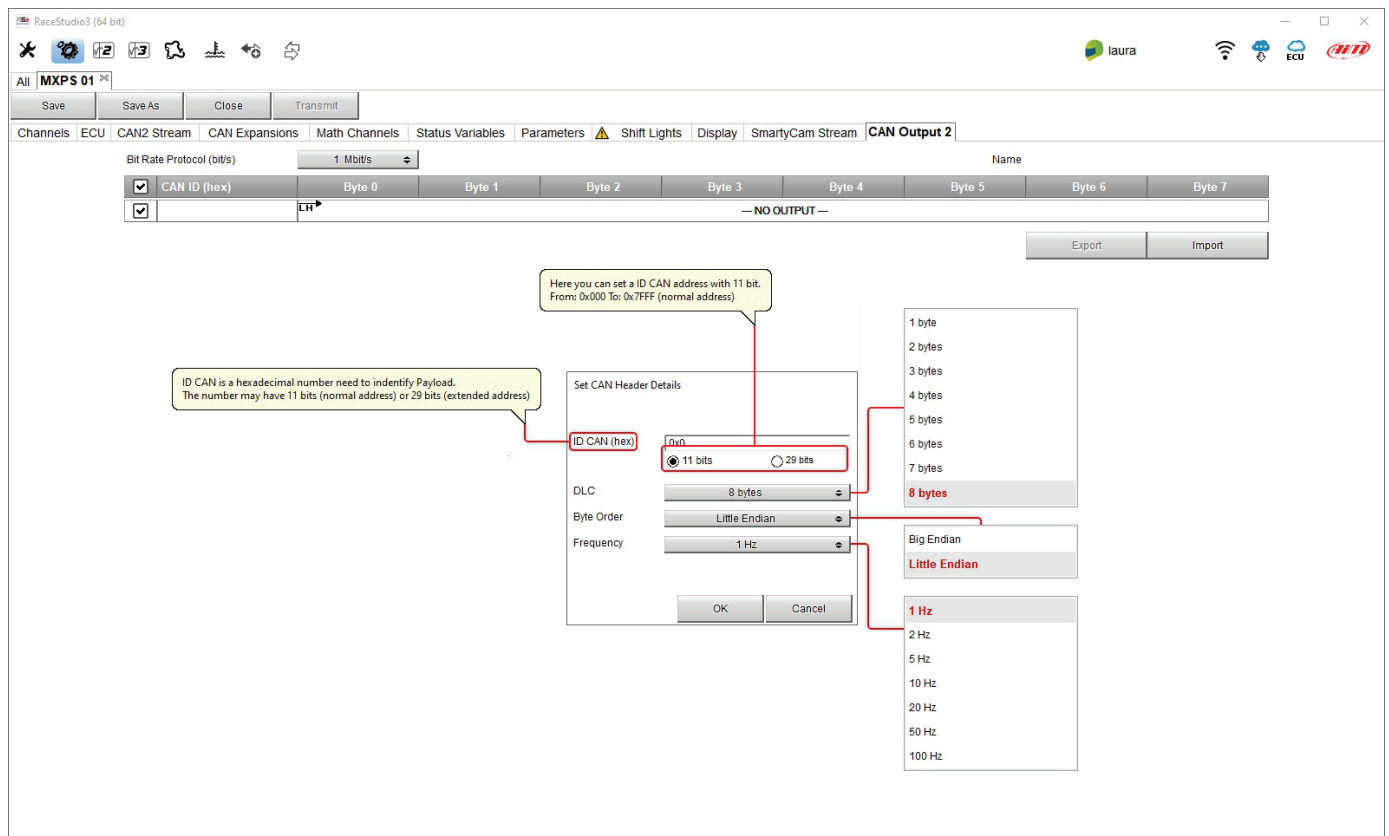 RaceStudio3 (64 bit)
laura
ECU
AiM
All MXPS 01
Save Save As Close Transmit
Channels ECU CAN2 Stream CAN Expansions Math Channels Status Variables Parameters Shift Lights Display SmartyCam Stream CAN Output 2
Bit Rate Protocol (bit/s) 1 Mbit/s Name
CAN ID (hex) Byte 0 Byte 1 Byte 2 Byte 3 Byte 4 Byte 5 Byte 6 Byte 7
LH — NO OUTPUT —
Export Import
Here you can set a ID CAN address with 11 bit.
From: 0x000 To: 0x7FFF (normal address)
ID CAN is a hexadecimal number need to indentify Payload.
The number may have 11 bits (normal address) or 29 bits (extended address)
Set CAN Header Details
ID CAN (hex) 0x0
11 bits 29 bits
DLC 8 bytes
Byte Order Little Endian
Frequency 1 Hz
OK Cancel
1 byte
2 bytes
3 bytes
4 bytes
5 bytes
6 bytes
7 bytes
8 bytes
Big Endian
Little Endian
1 Hz
2 Hz
5 Hz
10 Hz
20 Hz
50 Hz
100 Hz